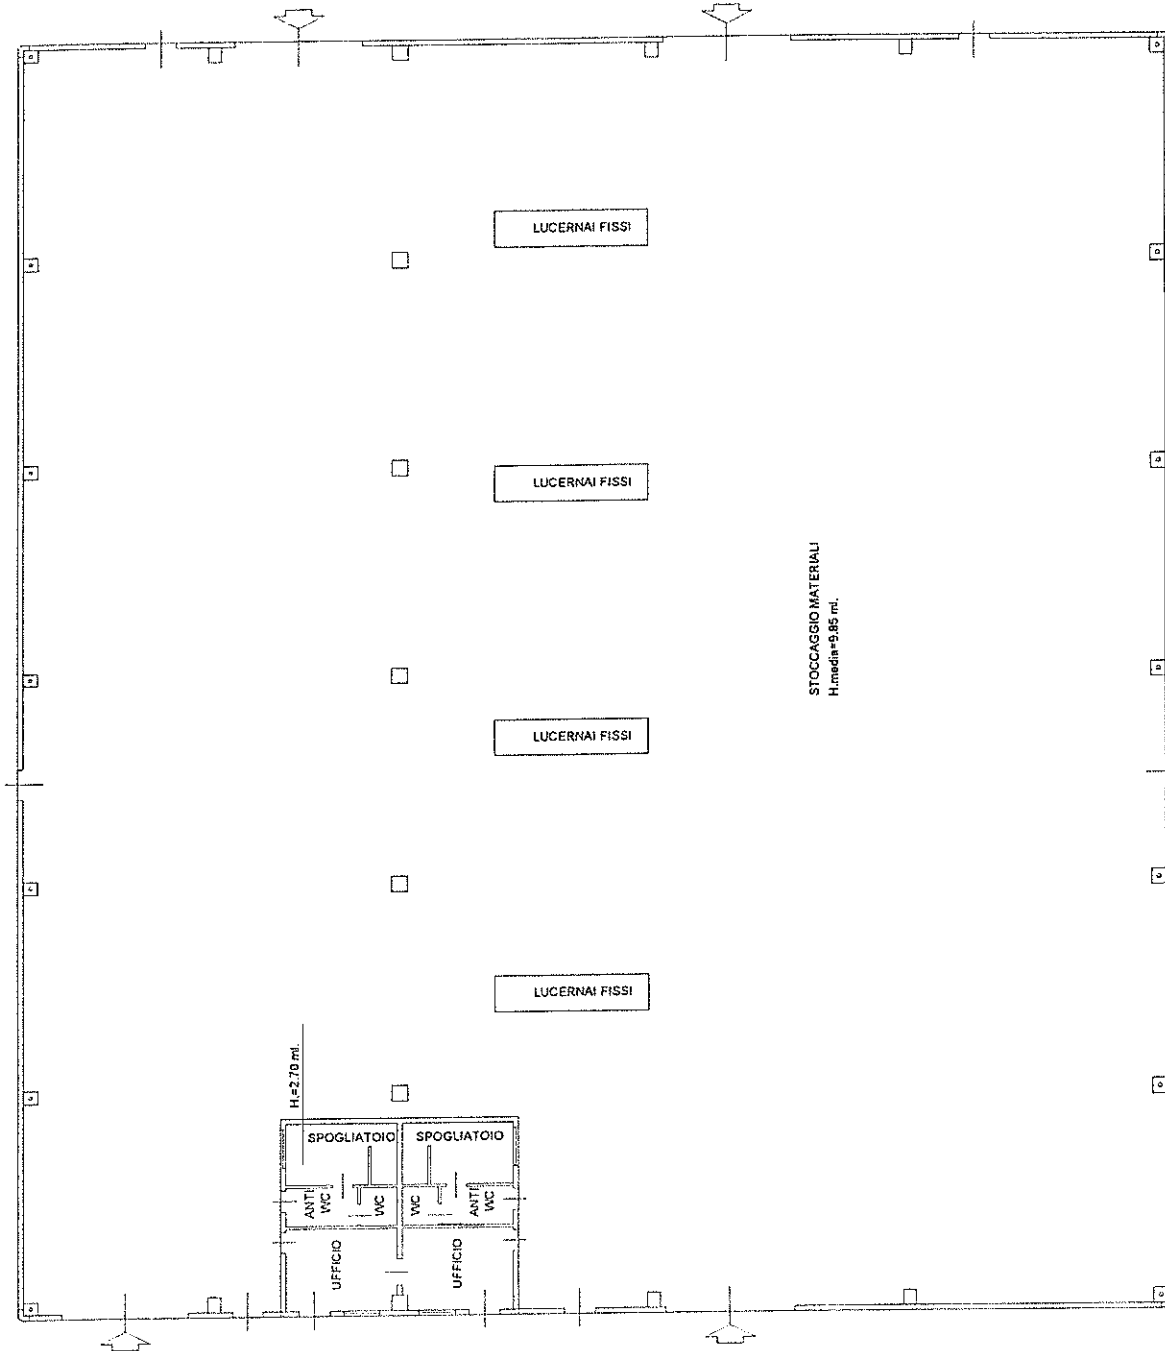 LUCERNAI FISSI
LUCERNAI FISSI
STOCCAGGIO MATERIALI
H.media=9.85 ml.
LUCERNAI FISSI
LUCERNAI FISSI
H.=2.70 ml.
SPOGLIATOIO
SPOGLIATOIO
ANTI
WC
WC
WC
ANTI
WC
UFFICIO
UFFICIO